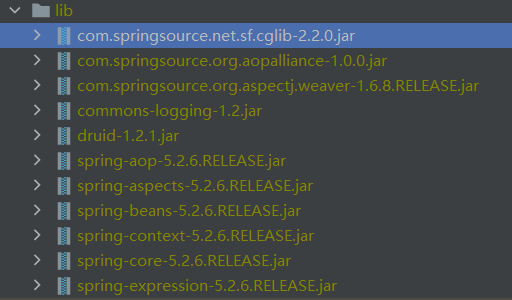 lib
com.springsource.net.sf.cglib-2.2.0.jar
com.springsource.org.aopalliance-1.0.0.jar
com.springsource.org.aspectj.weaver-1.6.8.RELEASE.jar
commons-logging-1.2.jar
druid-1.2.1.jar
spring-aop-5.2.6.RELEASE.jar
spring-aspects-5.2.6.RELEASE.jar
spring-beans-5.2.6.RELEASE.jar
spring-context-5.2.6.RELEASE.jar
spring-core-5.2.6.RELEASE.jar
spring-expression-5.2.6.RELEASE.jar